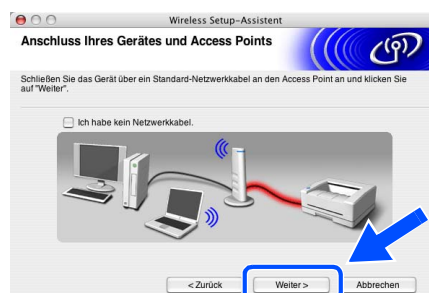 Wireless Setup-Assistent
Anschluss Ihres Gerätes und Access Points
Schließen Sie das Gerät über ein Standard-Netzwerkkabel an den Access Point an und klicken Sie
auf "Weiter".
Ich habe kein Netzwerkkabel.
< Zurück
Weiter >
Abbrechen